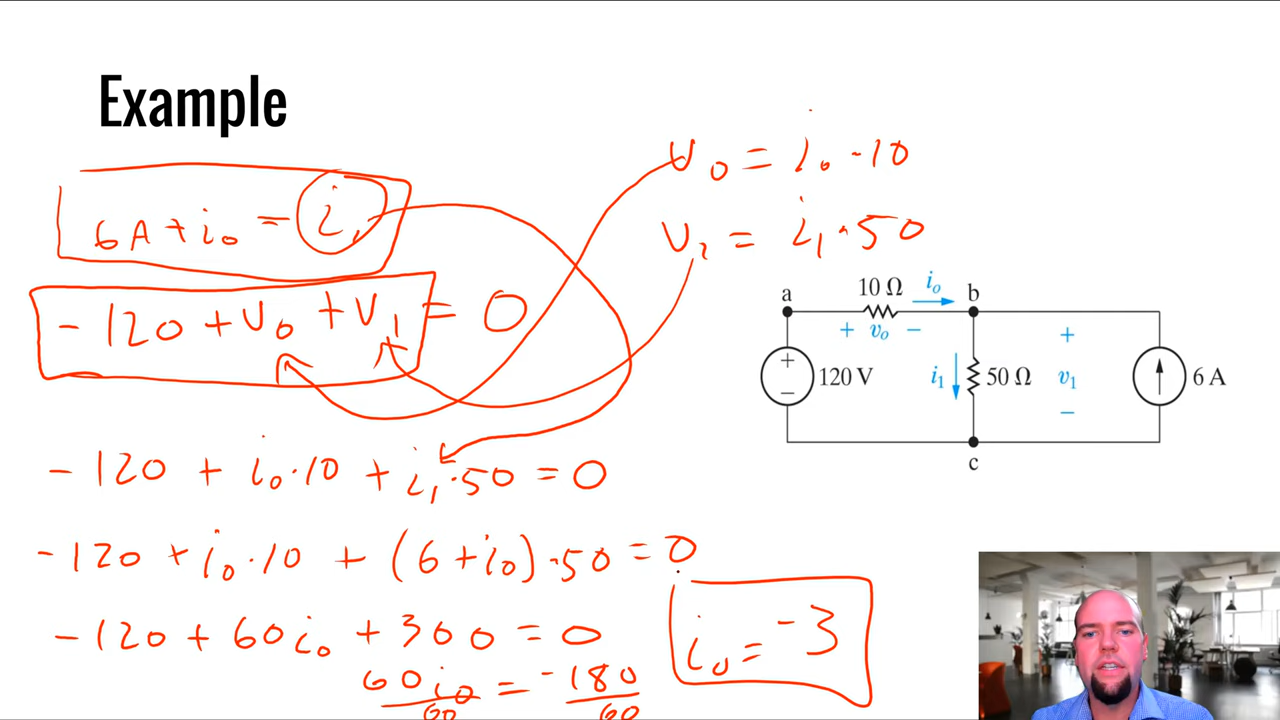 Example
6A + i₀ = i₁
-120 + v₀ + v₁ = 0
v₀ = i₀ · 10
v₁ = i₁ · 50
-120 + i₀ · 10 + i₁ · 50 = 0
-120 + i₀ · 10 + (6 + i₀) · 50 = 0
-120 + 60i₀ + 300 = 0
60i₀ = -180
60 60
i₀ = -3
a 10 Ω iₒ b
+ vₒ − +
+ − 120 V i₁ 50 Ω v₁ 6 A
−
c